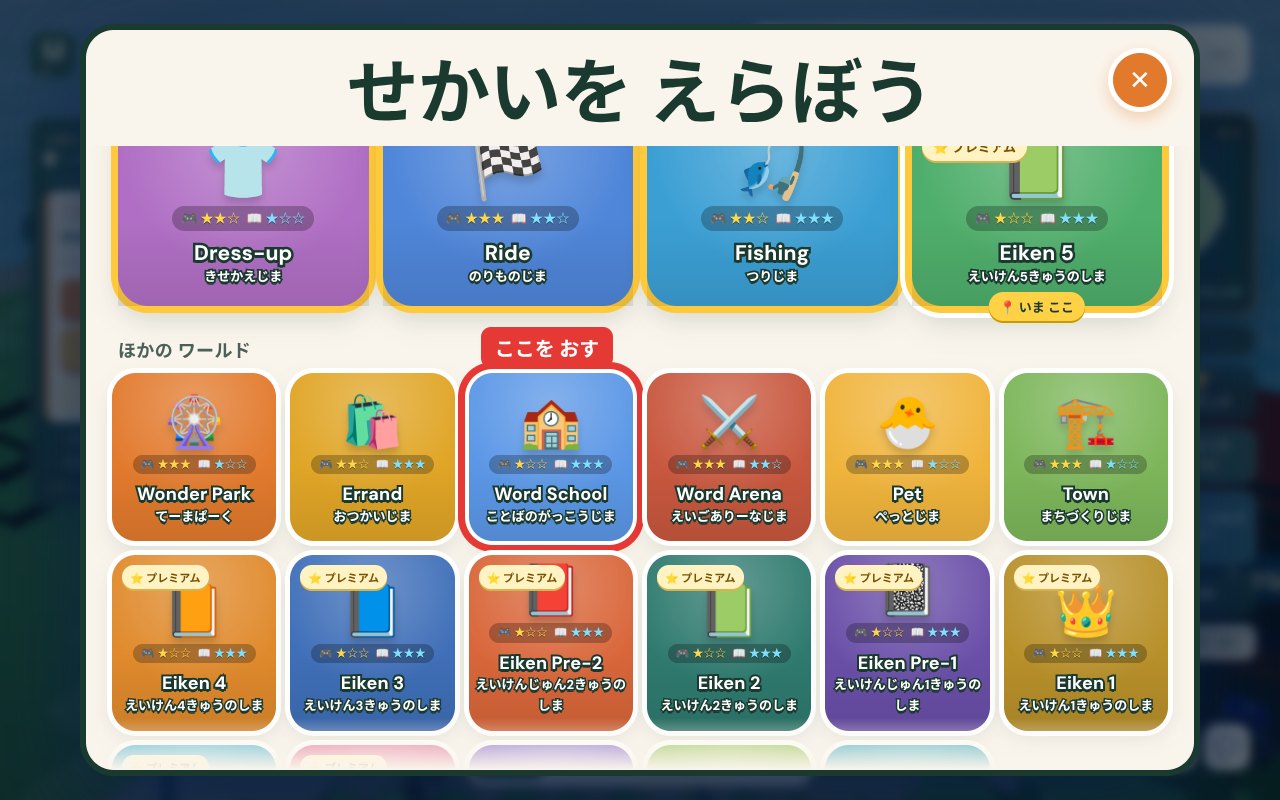 せかいを えらぼう
×
⭐ プレミアム
🎮 ★★☆ 📖 ★☆☆
Dress-up
きせかえじま
🎮 ★★★ 📖 ★★☆
Ride
のりものじま
🎮 ★★☆ 📖 ★★★
Fishing
つりじま
🎮 ★☆☆ 📖 ★★★
Eiken 5
えいけん5きゅうのしま
📍 いま ここ
ほかの ワールド
ここを おす
🎮 ★★★ 📖 ★☆☆
Wonder Park
てーまぱーく
🎮 ★★☆ 📖 ★★★
Errand
おつかいじま
🎮 ★☆☆ 📖 ★★★
Word School
ことばのがっこうじま
🎮 ★★★ 📖 ★★☆
Word Arena
えいごありーなじま
🎮 ★★★ 📖 ★☆☆
Pet
ぺっとじま
🎮 ★★★ 📖 ★☆☆
Town
まちづくりじま
⭐ プレミアム
🎮 ★☆☆ 📖 ★★★
Eiken 4
えいけん4きゅうのしま
⭐ プレミアム
🎮 ★☆☆ 📖 ★★★
Eiken 3
えいけん3きゅうのしま
⭐ プレミアム
🎮 ★☆☆ 📖 ★★★
Eiken Pre-2
えいけんじゅん2きゅうの
しま
⭐ プレミアム
🎮 ★☆☆ 📖 ★★★
Eiken 2
えいけん2きゅうのしま
⭐ プレミアム
🎮 ★☆☆ 📖 ★★★
Eiken Pre-1
えいけんじゅん1きゅうの
しま
⭐ プレミアム
🎮 ★☆☆ 📖 ★★★
Eiken 1
えいけん1きゅうのしま
⭐ プレミアム
⭐ プレミアム